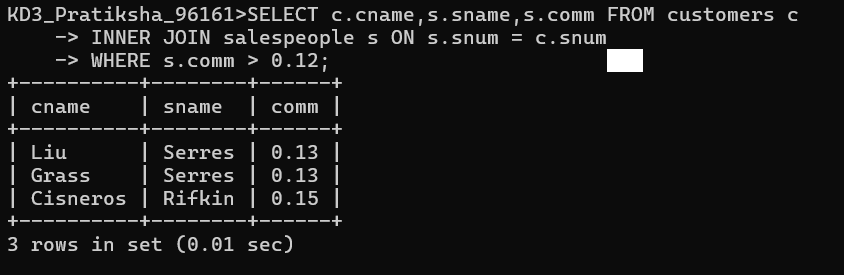 KD3_Pratiksha_96161>SELECT c.cname,s.sname,s.comm FROM customers c
    -> INNER JOIN salespeople s ON s.snum = c.snum
    -> WHERE s.comm > 0.12;
+----------+--------+------+
| cname    | sname  | comm |
+----------+--------+------+
| Liu      | Serres | 0.13 |
| Grass    | Serres | 0.13 |
| Cisneros | Rifkin | 0.15 |
+----------+--------+------+
3 rows in set (0.01 sec)